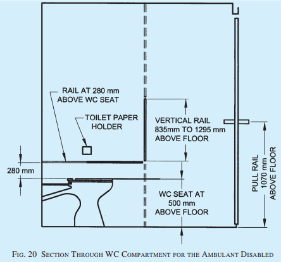 RAIL AT 280 mm
ABOVE WC SEAT
TOILET PAPER
HOLDER
VERTICAL RAIL
835mm TO 1295 mm
ABOVE FLOOR
280 mm
WC SEAT AT
500 mm
ABOVE FLOOR
PULL RAIL
1070 mm
ABOVE FLOOR
FIG. 20 SECTION THROUGH WC COMPARTMENT FOR THE AMBULANT DISABLED